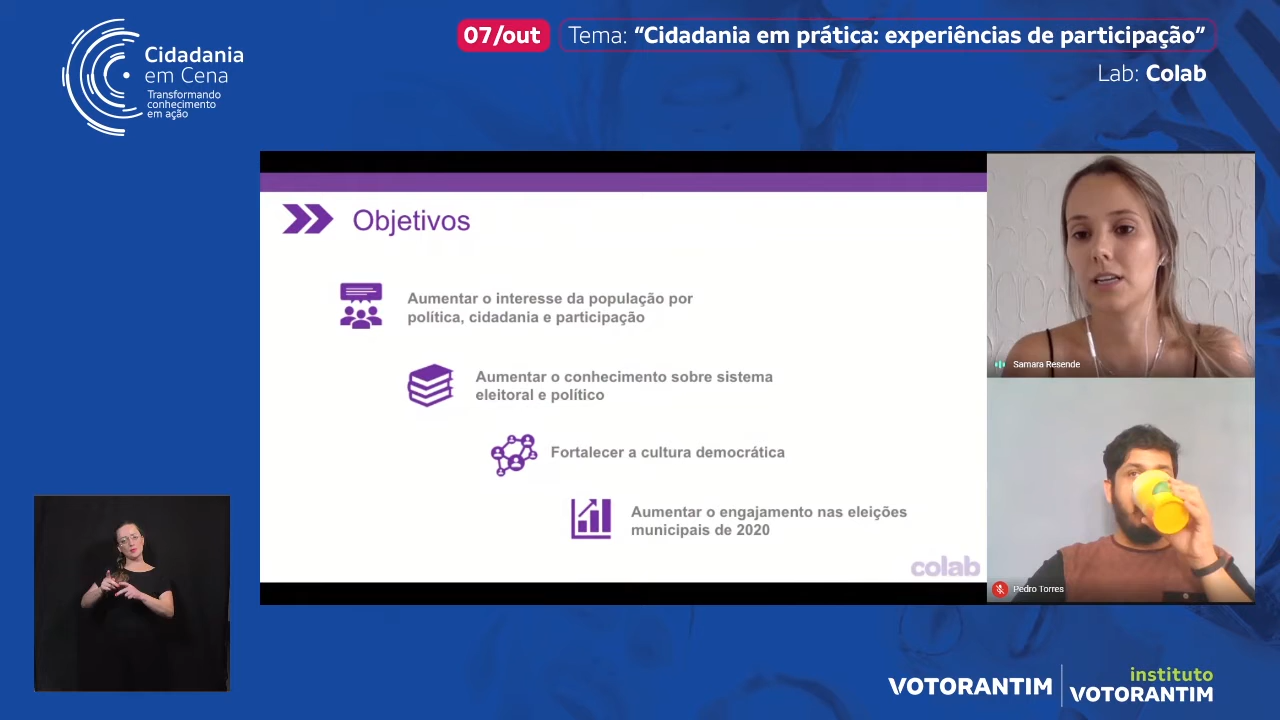 Cidadania
em Cena
Transformando
conhecimento
em ação
07/out
Tema: “Cidadania em prática: experiências de participação”
Lab: Colab
Objetivos
Aumentar o interesse da população por
política, cidadania e participação
Aumentar o conhecimento sobre sistema
eleitoral e político
Fortalecer a cultura democrática
Aumentar o engajamento nas eleições
municipais de 2020
colab
Samara Resende
Pedro Torres
VOTORANTIM
instituto
VOTORANTIM